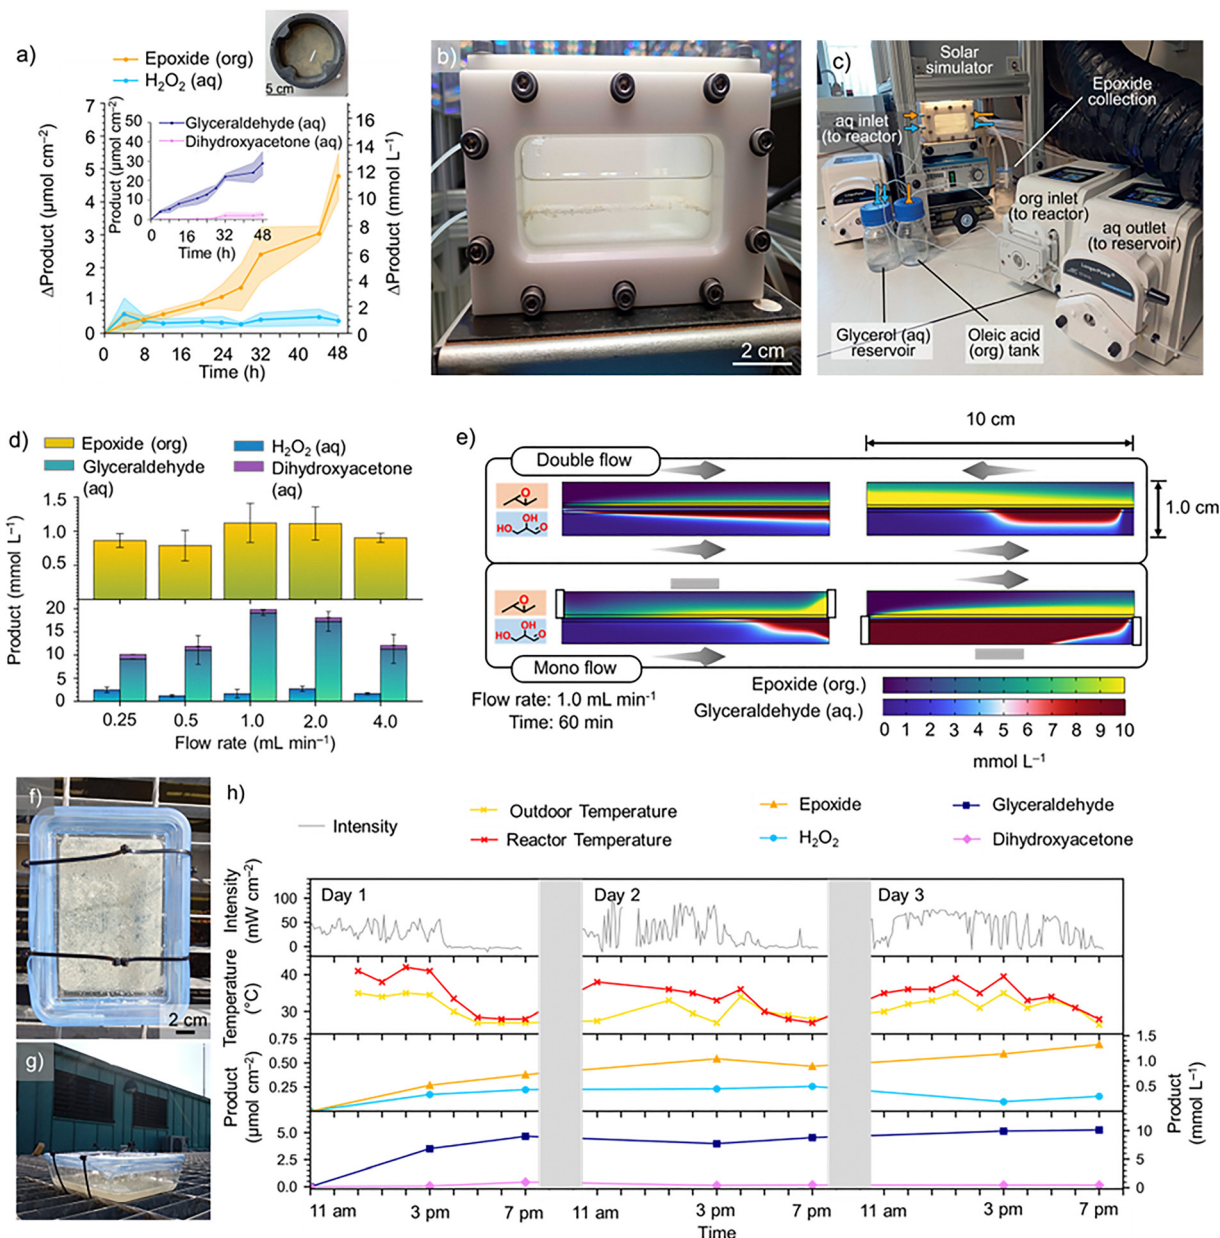 a)
Epoxide (org)
H₂O₂ (aq)
5 cm
ΔProduct (μmol cm⁻²)
7
6
5
4
3
2
1
0
Product (μmol cm⁻²)
50
40
30
20
10
0
Glyceraldehyde (aq)
Dihydroxyacetone (aq)
0 16 32 48
Time (h)
16
14
12
10
8
6
4
2
0
ΔProduct (mmol L⁻¹)
0 8 16 20 24 32 40 48
Time (h)
b)
2 cm
c)
Solar
simulator
Epoxide
collection
aq inlet
(to reactor)
org inlet
(to reactor)
aq outlet
(to reservoir)
Glycerol (aq)
reservoir
Oleic acid
(org) tank
d)
Epoxide (org)
H₂O₂ (aq)
Glyceraldehyde
(aq)
Dihydroxyacetone
(aq)
Product (mmol L⁻¹)
1.5
1.0
0.5
20
15
10
5
0
0.25 0.5 1.0 2.0 4.0
Flow rate (mL min⁻¹)
e)
10 cm
Double flow
1.0 cm
O
OH
HO O
O
OH
HO O
Mono flow
Flow rate: 1.0 mL min⁻¹
Time: 60 min
Epoxide (org.)
Glyceraldehyde (aq.)
0 1 2 3 4 5 6 7 8 9 10
mmol L⁻¹
f)
2 cm
g)
h)
Intensity
Outdoor Temperature
Reactor Temperature
Epoxide
H₂O₂
Glyceraldehyde
Dihydroxyacetone
Intensity
(mW cm⁻²)
100
50
0
Day 1
Day 2
Day 3
Temperature
(°C)
40
30
Product
(μmol cm⁻²)
0.75
0.50
0.25
5.0
2.5
0.0
1.5
1.0
0.5
10
5
0
Product
(mmol L⁻¹)
11 am 3 pm 7 pm 11 am 3 pm 7 pm 11 am 3 pm 7 pm
Time